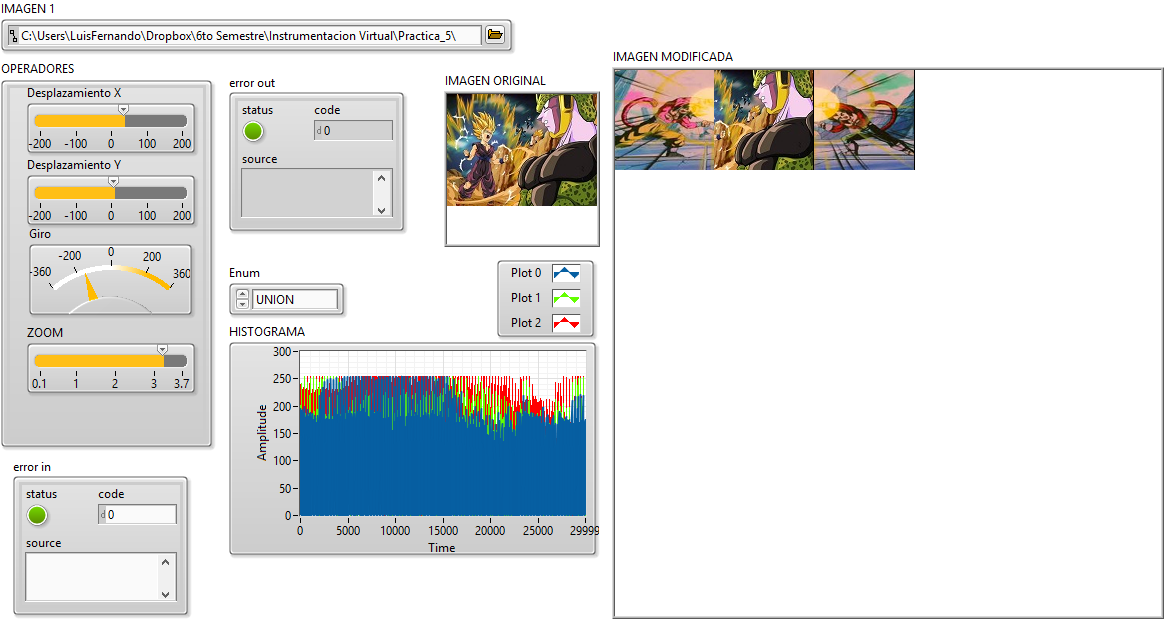 IMAGEN 1
C:\Users\LuisFernando\Dropbox\6to Semestre\Instrumentacion Virtual\Practica_5\
OPERADORES
Desplazamiento X
-200 -100 0 100 200
Desplazamiento Y
-200 -100 0 100 200
Giro
-360 -200 0 200 360
ZOOM
0.1 1 2 3 3.7
error in
status code
d 0
source
error out
status code
d 0
source
Enum
UNION
IMAGEN ORIGINAL
Plot 0
Plot 1
Plot 2
HISTOGRAMA
Amplitude
300
250
200
150
100
50
0
0 5000 10000 15000 20000 25000 29999
Time
IMAGEN MODIFICADA